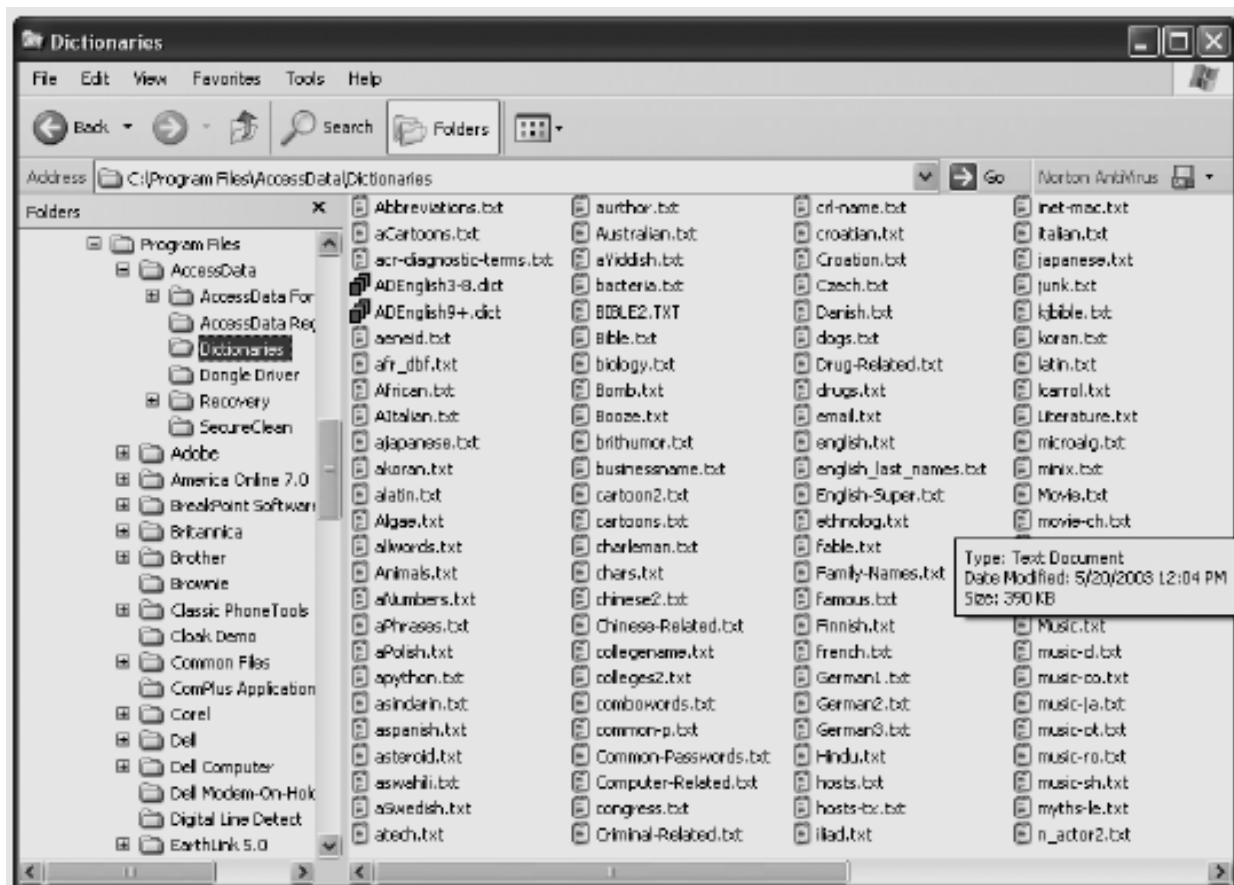 Dictionaries
File Edit View Favorites Tools Help
Back Search Folders
Address C:\Program Files\AccessData\Dictionaries Go Norton AntiVirus
Folders
Program Files
AccessData
AccessData For
AccessData Reg
Dictionaries
Dongle Driver
Recovery
SecureClean
Adobe
America Online 7.0
BreakPoint Software
Britannica
Brother
Brownie
Classic PhoneTools
Cloak Demo
Common Files
ComPlus Application
Corel
Dell
Dell Computer
Dell Modem-On-Hold
Digital Line Detect
EarthLink 5.0
Abbreviations.txt
aCartoons.txt
acr-diagnostic-terms.txt
ADEnglish3-8.dict
ADEnglish9+.dict
aeneid.txt
afr_dbf.txt
African.txt
AItalian.txt
ajapanese.txt
akoran.txt
alatin.txt
Algae.txt
allwords.txt
Animals.txt
aNumbers.txt
aPhrases.txt
aPolish.txt
apython.txt
asindarin.txt
aspanish.txt
asteroid.txt
aswahili.txt
aSwedish.txt
atech.txt
aurthor.txt
Australian.txt
aYiddish.txt
bacteria.txt
BIBLE2.TXT
Bible.txt
biology.txt
Bomb.txt
Booze.txt
brithumor.txt
businessname.txt
cartoon2.txt
cartoons.txt
charleman.txt
chars.txt
chinese2.txt
Chinese-Related.txt
collegename.txt
colleges2.txt
combowords.txt
common-p.txt
Common-Passwords.txt
Computer-Related.txt
congress.txt
Criminal-Related.txt
crl-name.txt
croatian.txt
Croation.txt
Czech.txt
Danish.txt
dogs.txt
Drug-Related.txt
drugs.txt
email.txt
english.txt
english_last_names.txt
English-Super.txt
ethnolog.txt
fable.txt
Family-Names.txt
Famous.txt
Finnish.txt
french.txt
German1.txt
German2.txt
German3.txt
Hindu.txt
hosts.txt
hosts-tx.txt
iliad.txt
inet-mac.txt
italian.txt
japanese.txt
junk.txt
kjbible.txt
koran.txt
latin.txt
lcarrol.txt
Literature.txt
microalg.txt
minix.txt
Movie.txt
movie-ch.txt
Type: Text Document
Date Modified: 5/20/2003 12:04 PM
Size: 390 KB
Music.txt
music-cl.txt
music-co.txt
music-ja.txt
music-ot.txt
music-ro.txt
music-sh.txt
myths-le.txt
n_actor2.txt